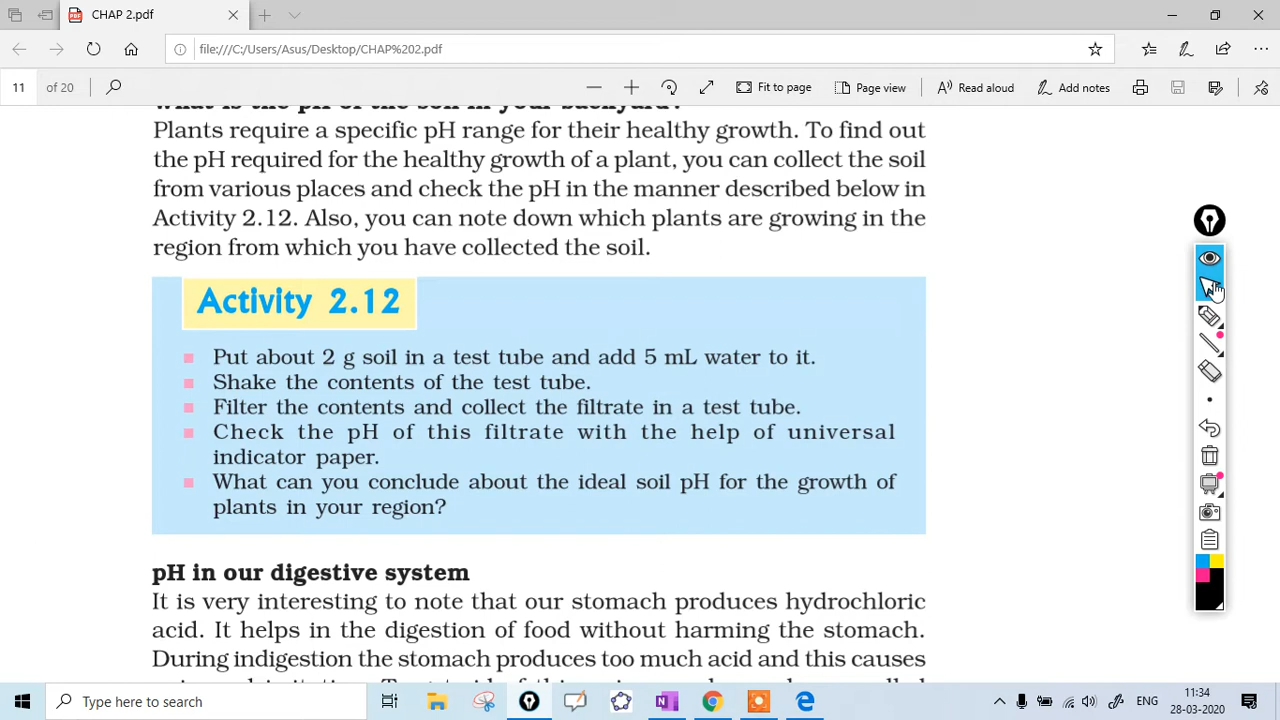 CHAP 2.pdf
file:///C:/Users/Asus/Desktop/CHAP%202.pdf
11 of 20
Fit to page
Page view
Read aloud
Add notes
What is the pH of the soil in your backyard?
Plants require a specific pH range for their healthy growth. To find out
the pH required for the healthy growth of a plant, you can collect the soil
from various places and check the pH in the manner described below in
Activity 2.12. Also, you can note down which plants are growing in the
region from which you have collected the soil.
Activity 2.12
Put about 2 g soil in a test tube and add 5 mL water to it.
Shake the contents of the test tube.
Filter the contents and collect the filtrate in a test tube.
Check the pH of this filtrate with the help of universal
indicator paper.
What can you conclude about the ideal soil pH for the growth of
plants in your region?
pH in our digestive system
It is very interesting to note that our stomach produces hydrochloric
acid. It helps in the digestion of food without harming the stomach.
During indigestion the stomach produces too much acid and this causes
Type here to search
ENG
11:34
28-03-2020